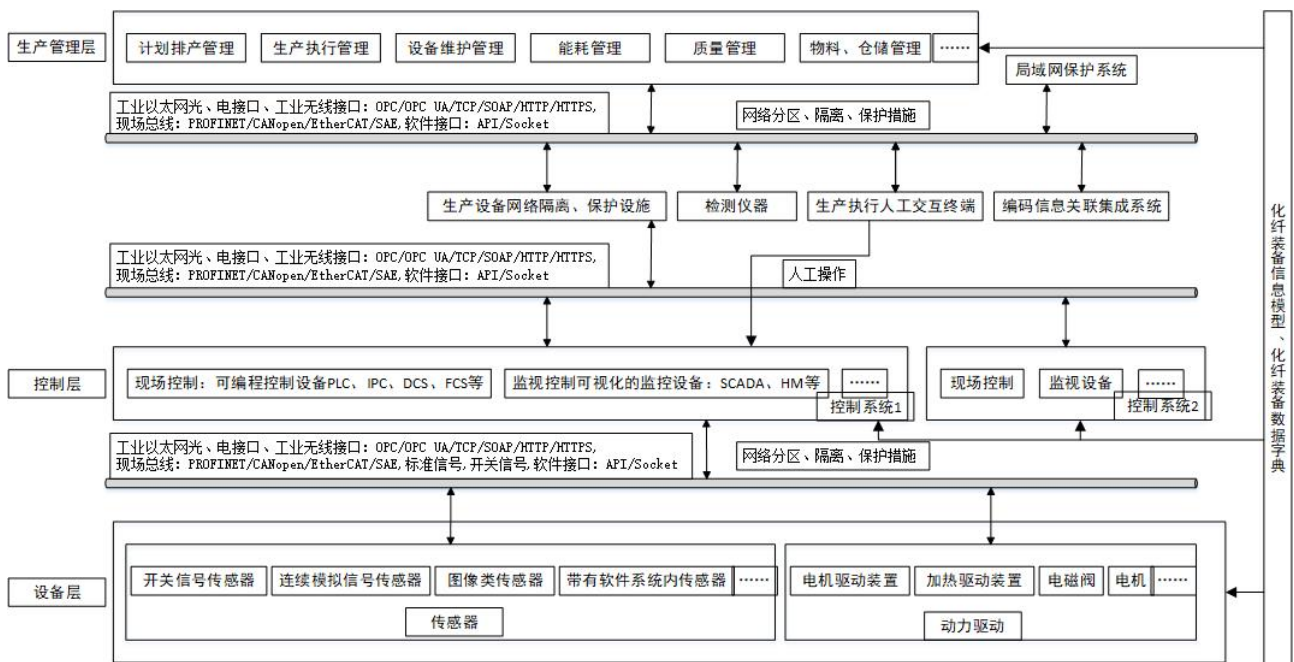 生产管理层
计划排产管理
生产执行管理
设备维护管理
能耗管理
质量管理
物料、仓储管理
……
局域网保护系统
工业以太网光、电接口、工业无线接口：OPC/OPC UA/TCP/SOAP/HTTP/HTTPS,
现场总线：PROFINET/CANopen/EtherCAT/SAE,软件接口：API/Socket
网络分区、隔离、保护措施
生产设备网络隔离、保护设施
检测仪器
生产执行人工交互终端
编码信息关联集成系统
工业以太网光、电接口、工业无线接口：OPC/OPC UA/TCP/SOAP/HTTP/HTTPS,
现场总线：PROFINET/CANopen/EtherCAT/SAE,软件接口：API/Socket
人工操作
控制层
现场控制：可编程控制设备PLC、IPC、DCS、FCS等
监视控制可视化的监控设备：SCADA、HM等
……
控制系统1
现场控制
监视设备
……
控制系统2
工业以太网光、电接口、工业无线接口：OPC/OPC UA/TCP/SOAP/HTTP/HTTPS,
现场总线：PROFINET/CANopen/EtherCAT/SAE,标准信号,开关信号,软件接口：API/Socket
网络分区、隔离、保护措施
设备层
开关信号传感器
连续模拟信号传感器
图像类传感器
带有软件系统内传感器
……
传感器
电机驱动装置
加热驱动装置
电磁阀
电机
……
动力驱动
化纤装备信息模型、化纤装备数据字典